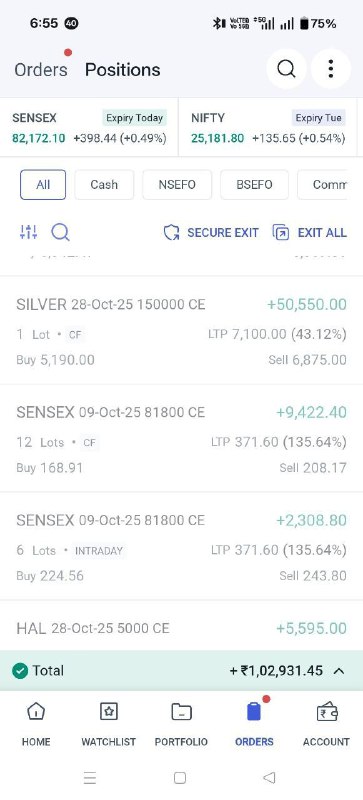 6:55 40 VoLTEB Vo 5GB 5G 75%
Orders Positions
SENSEX Expiry Today
82,172.10 +398.44 (+0.49%)
NIFTY Expiry Tue
25,181.80 +135.65 (+0.54%)
All Cash NSEFO BSEFO Comm
SECURE EXIT EXIT ALL
SILVER 28-Oct-25 150000 CE +50,550.00
1 Lot • CF LTP 7,100.00 (43.12%)
Buy 5,190.00 Sell 6,875.00
SENSEX 09-Oct-25 81800 CE +9,422.40
12 Lots • CF LTP 371.60 (135.64%)
Buy 168.91 Sell 208.17
SENSEX 09-Oct-25 81800 CE +2,308.80
6 Lots • INTRADAY LTP 371.60 (135.64%)
Buy 224.56 Sell 243.80
HAL 28-Oct-25 5000 CE +5,595.00
Total +₹1,02,931.45
HOME WATCHLIST PORTFOLIO ORDERS ACCOUNT